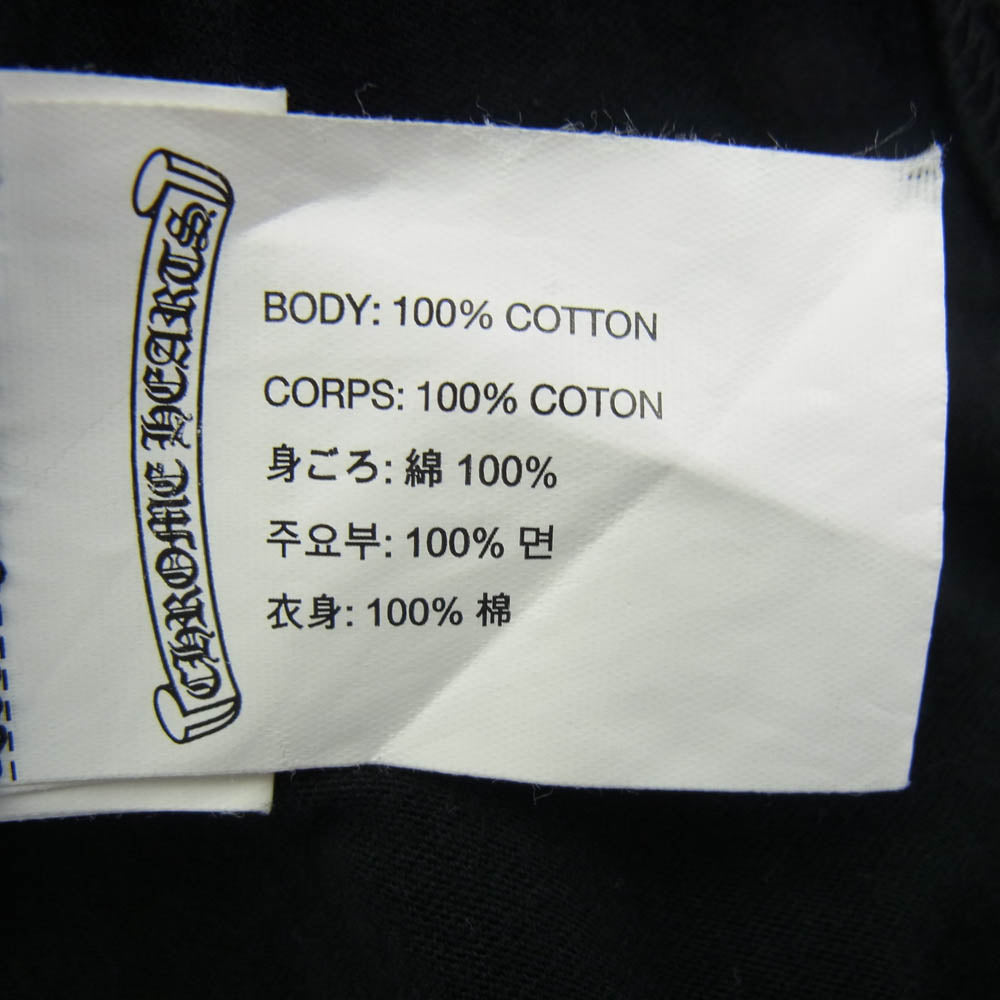 CHROME HEARTS
BODY: 100% COTTON
CORPS: 100% COTON
身ごろ: 綿 100%
주요부: 100% 면
衣身: 100% 棉